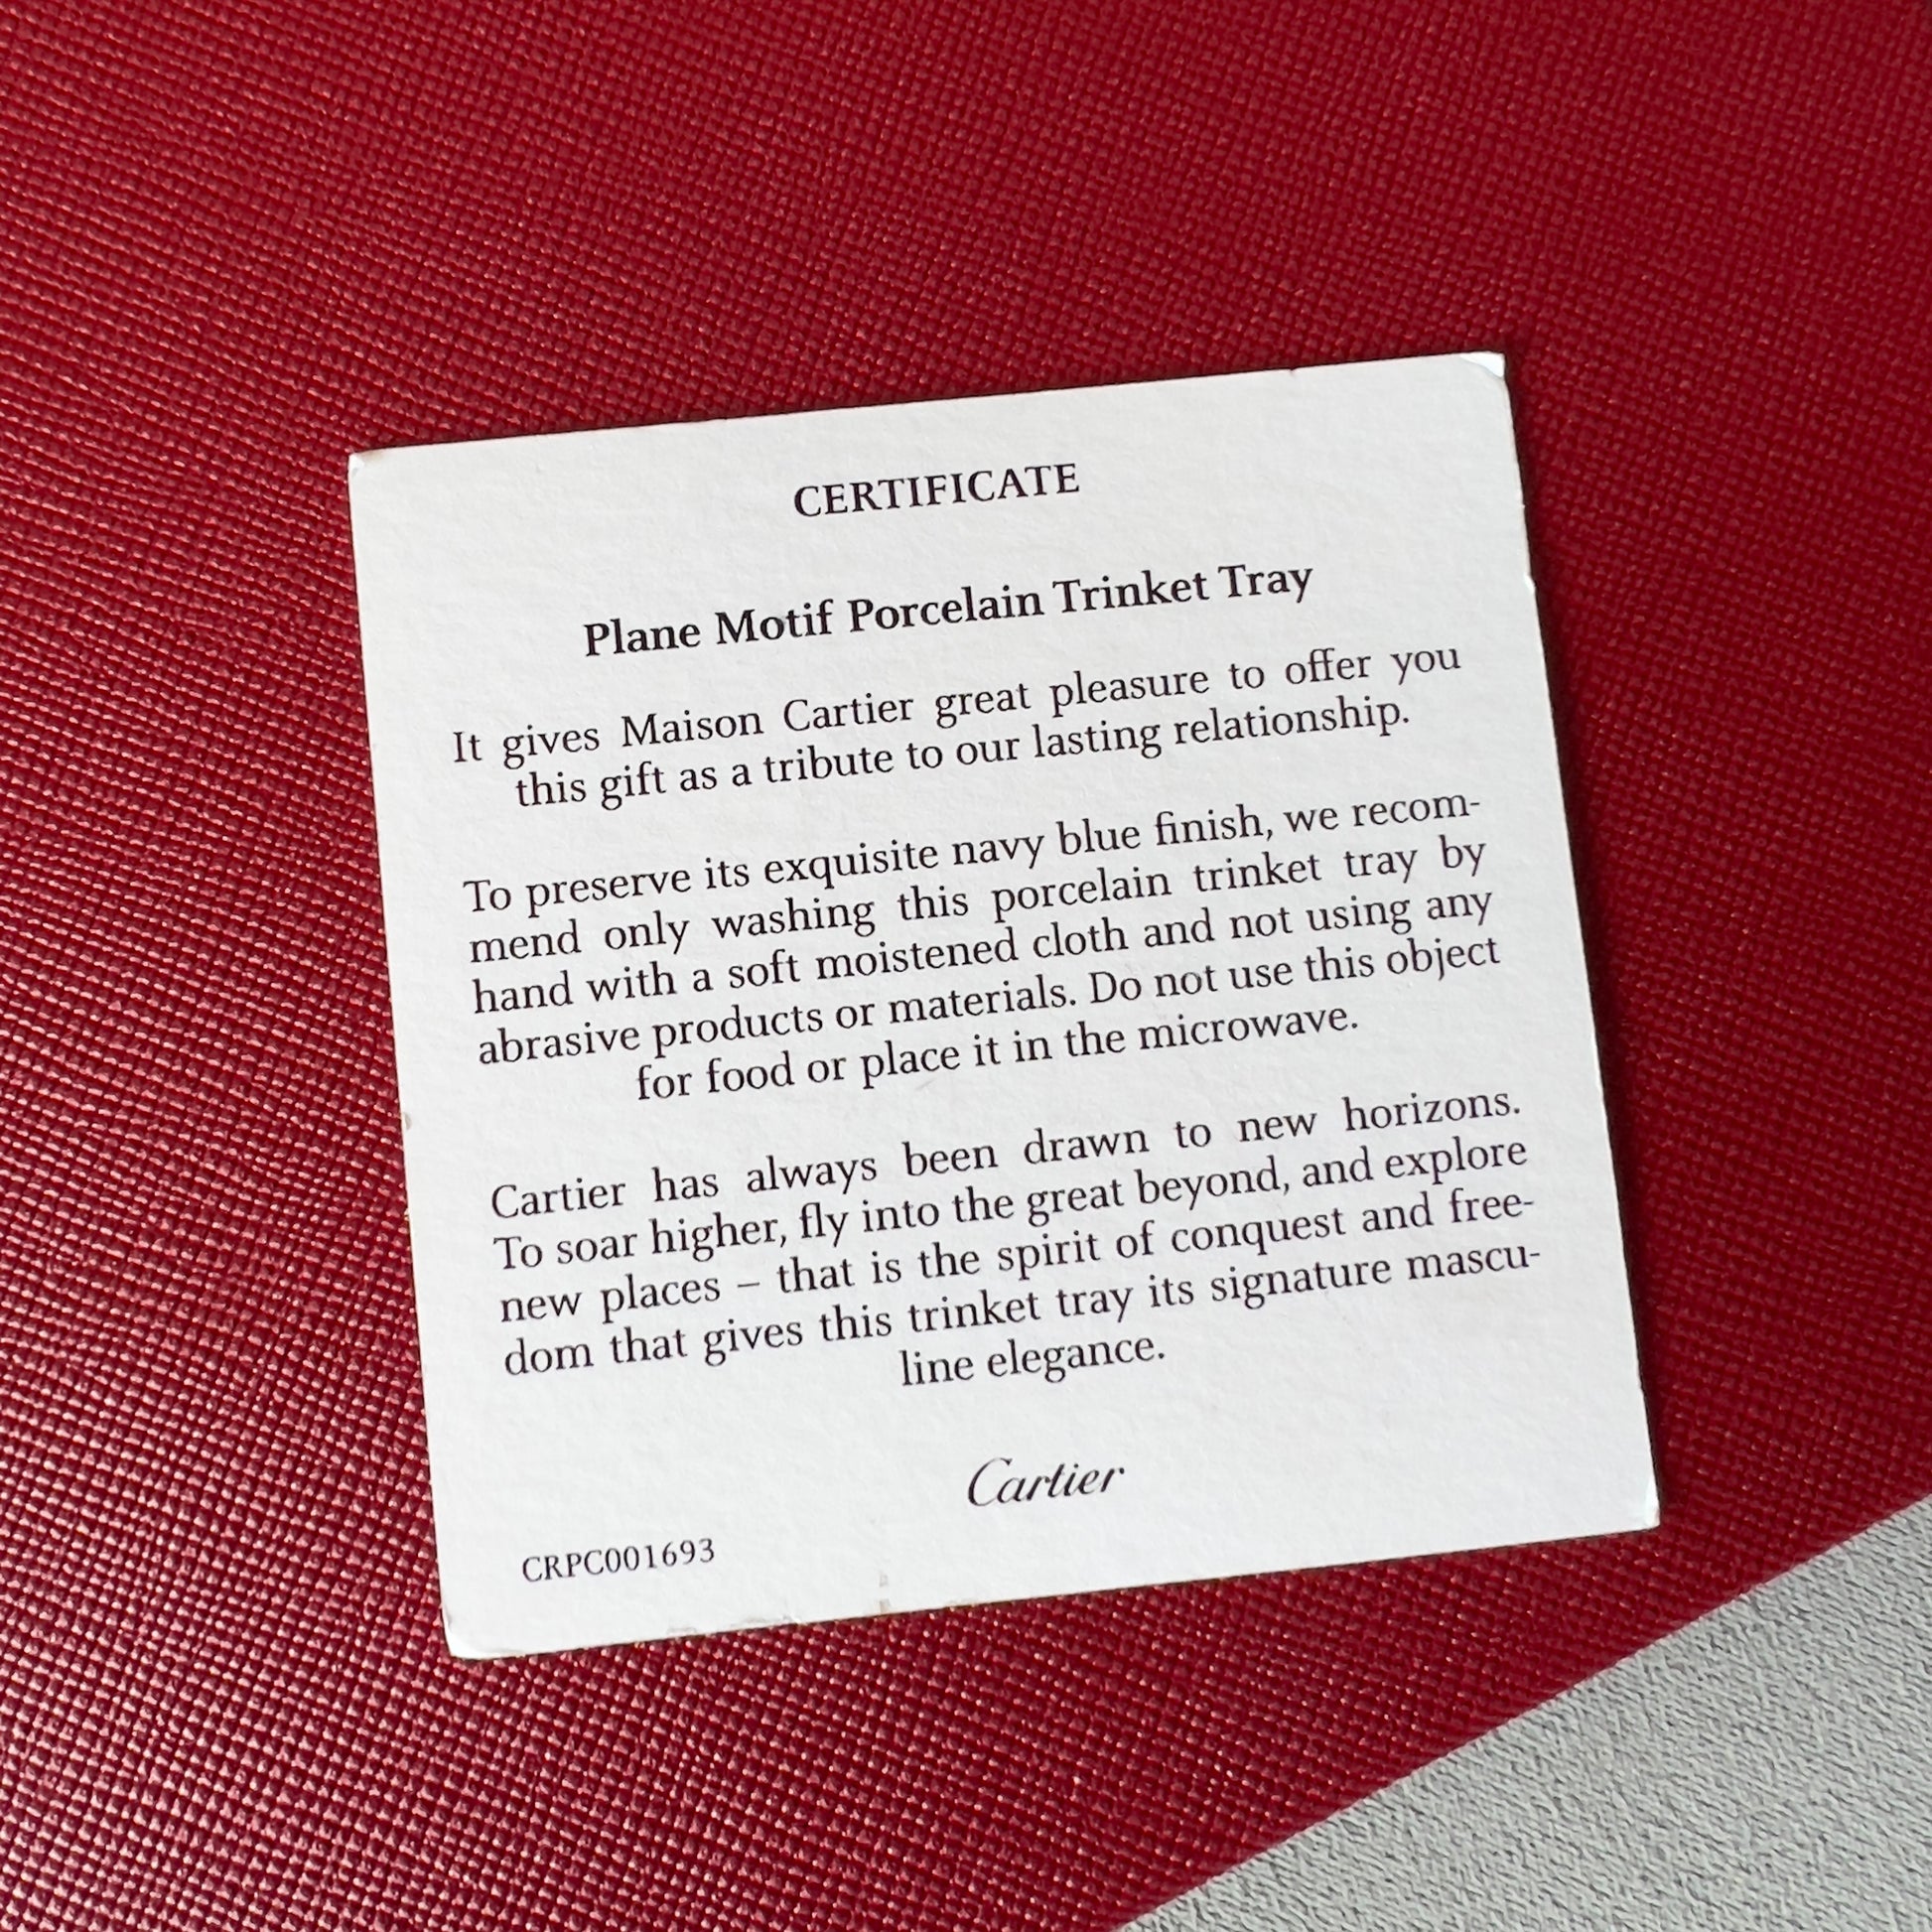 CERTIFICATE
Plane Motif Porcelain Trinket Tray
It gives Maison Cartier great pleasure to offer you
this gift as a tribute to our lasting relationship.
To preserve its exquisite navy blue finish, we recom-
mend only washing this porcelain trinket tray by
hand with a soft moistened cloth and not using any
abrasive products or materials. Do not use this object
for food or place it in the microwave.
Cartier has always been drawn to new horizons.
To soar higher, fly into the great beyond, and explore
new places – that is the spirit of conquest and free-
dom that gives this trinket tray its signature mascu-
line elegance.
Cartier
CRPC001693